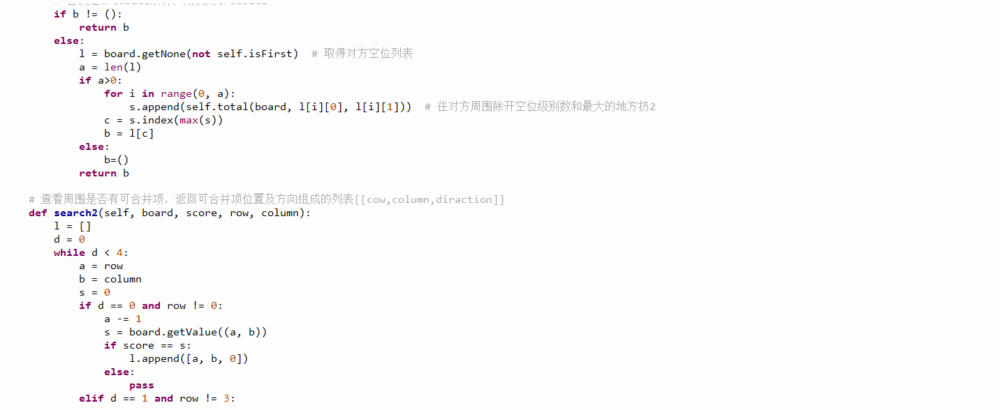 if b != ():
return b
else:
l = board.getNone(not self.isFirst)  # 取得对方空位列表
a = len(l)
if a>0:
for i in range(0, a):
s.append(self.total(board, l[i][0], l[i][1]))  # 往对方周围除开空位级别数和最大的地方扔2
c = s.index(max(s))
b = l[c]
else:
b=()
return b
# 查看周围是否有可合并项，返回可合并项位置及方向组成的列表[[cow,column,diraction]]
def search2(self, board, score, row, column):
l = []
d = 0
while d < 4:
a = row
b = column
s = 0
if d == 0 and row != 0:
a -= 1
s = board.getValue((a, b))
if score == s:
l.append([a, b, 0])
else:
pass
elif d == 1 and row != 3: